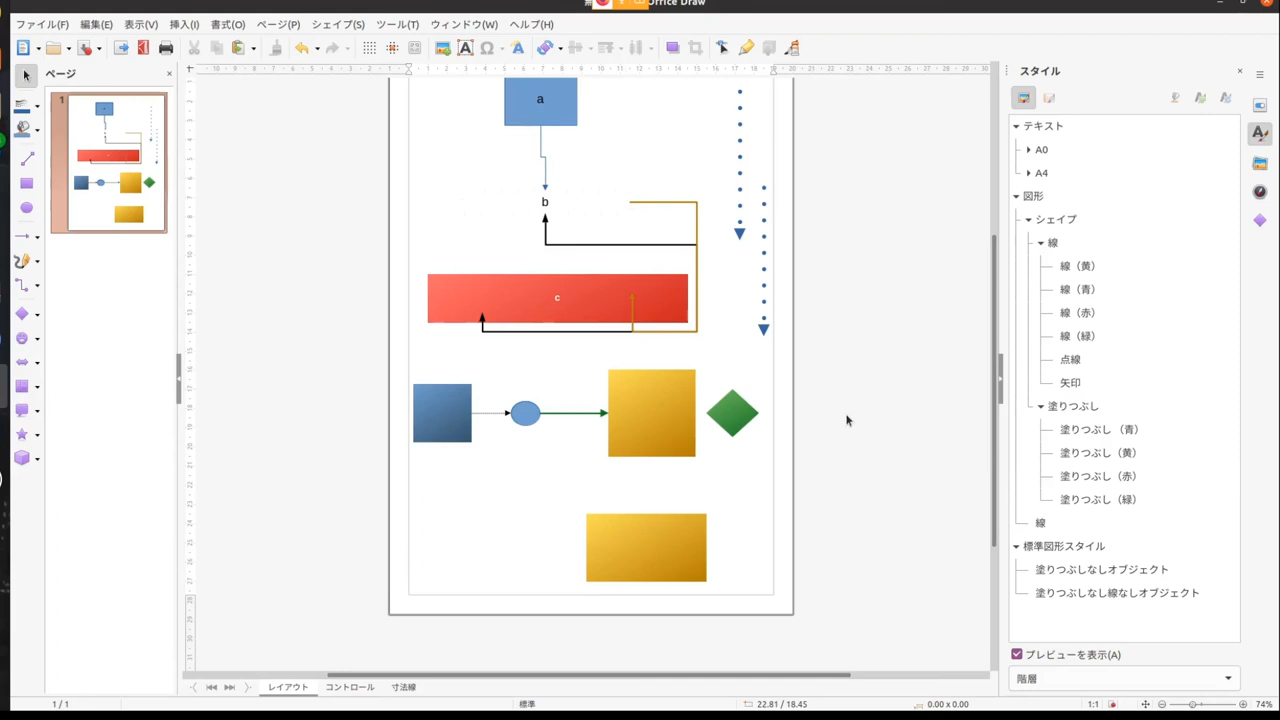 Office Draw
ファイル(F) 編集(E) 表示(V) 挿入(I) 書式(O) ページ(P) シェイプ(S) ツール(T) ウィンドウ(W) ヘルプ(H)
ページ
1
a
b
c
スタイル
テキスト
A0
A4
図形
シェイプ
線
線（黄）
線（青）
線（赤）
線（緑）
点線
矢印
塗りつぶし
塗りつぶし （青）
塗りつぶし（黄）
塗りつぶし（赤）
塗りつぶし（緑）
線
標準図形スタイル
塗りつぶしなしオブジェクト
塗りつぶしなし線なしオブジェクト
プレビューを表示(A)
階層
レイアウト コントロール 寸法線
1 / 1 標準 22.81 / 18.45 0.00 x 0.00 1:1 74%